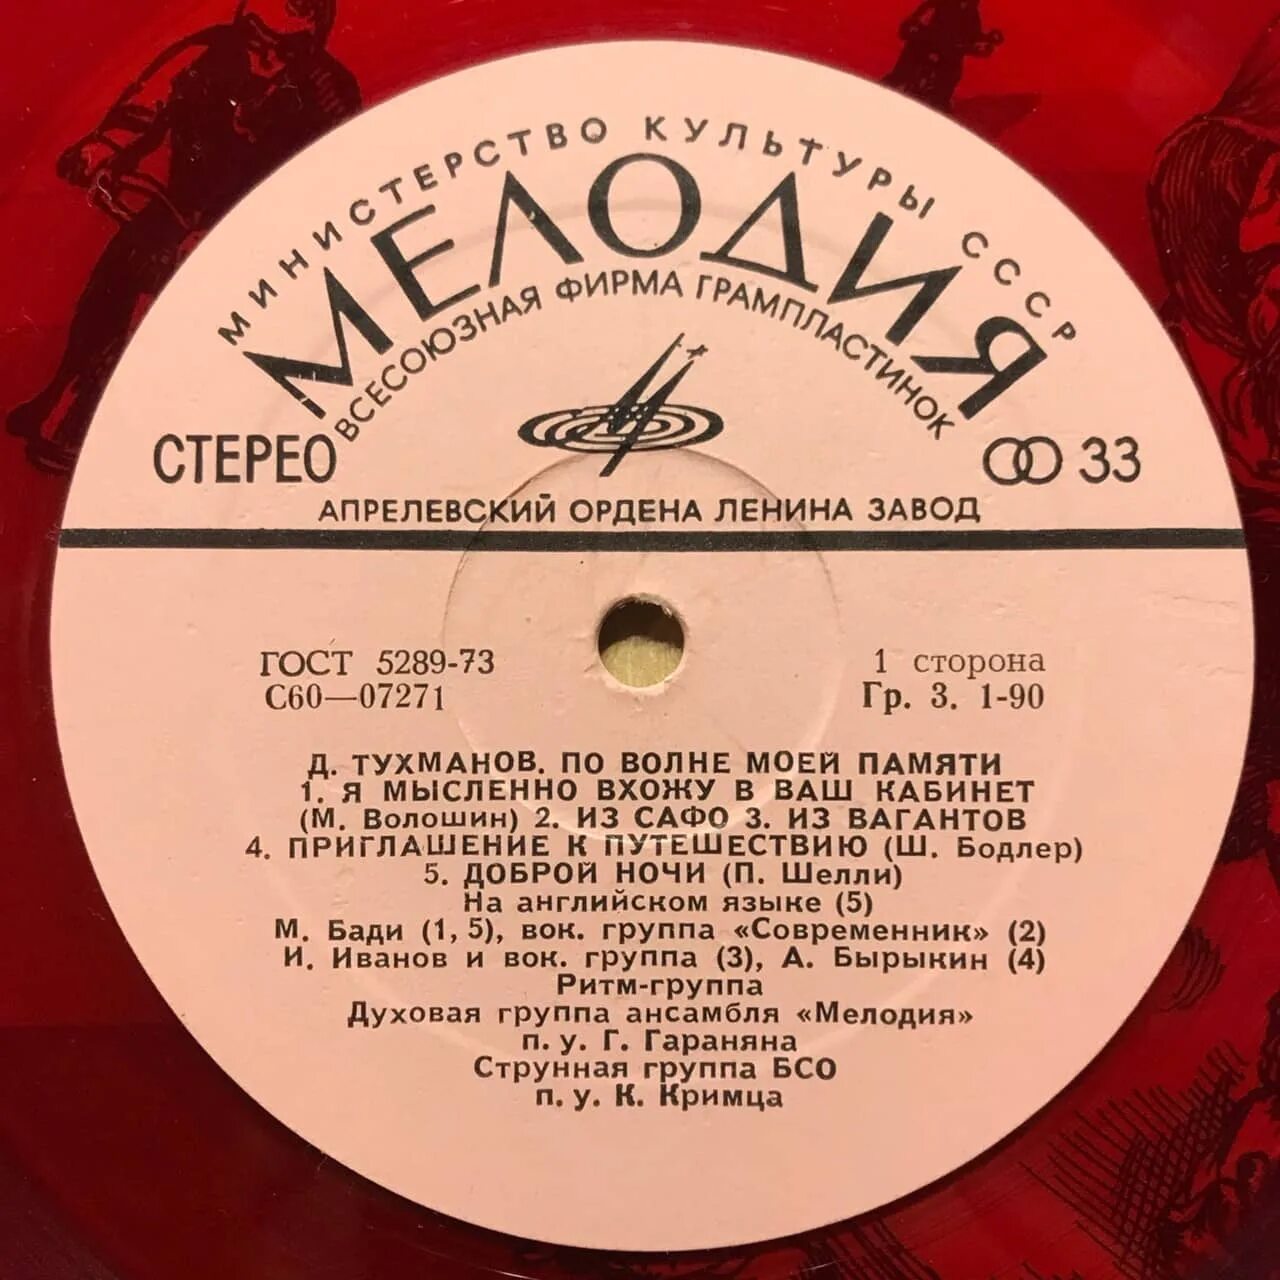 МИНИСТЕРСТВО КУЛЬТУРЫ СССР
МЕЛОДИЯ
ВСЕСОЮЗНАЯ ФИРМА ГРАМПЛАСТИНОК
СТЕРЕО 33
АПРЕЛЕВСКИЙ ОРДЕНА ЛЕНИНА ЗАВОД
ГОСТ 5289-73 1 сторона
С60—07271 Гр. 3. 1-90
Д. ТУХМАНОВ. ПО ВОЛНЕ МОЕЙ ПАМЯТИ
1. Я МЫСЛЕННО ВХОЖУ В ВАШ КАБИНЕТ
(М. Волошин) 2. ИЗ САФО 3. ИЗ ВАГАНТОВ
4. ПРИГЛАШЕНИЕ К ПУТЕШЕСТВИЮ (Ш. Бодлер)
5. ДОБРОЙ НОЧИ (П. Шелли)
На английском языке (5)
М. Бади (1, 5), вок. группа «Современник» (2)
И. Иванов и вок. группа (3), А. Бырыкин (4)
Ритм-группа
Духовая группа ансамбля «Мелодия»
п. у. Г. Гараняна
Струнная группа БСО
п. у. К. Кримца